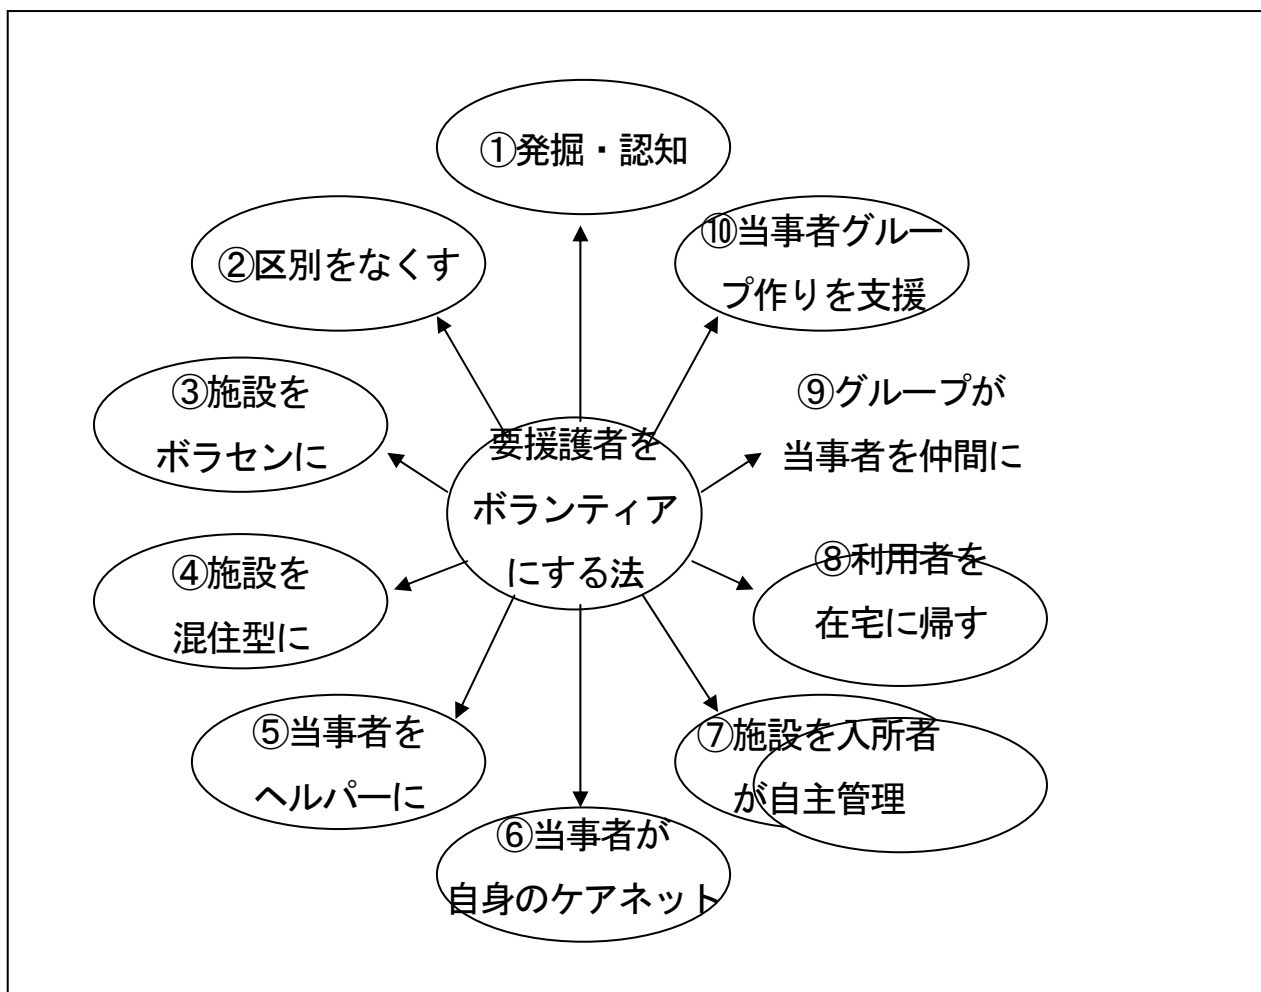 ①発掘・認知
②区別をなくす
③施設を
ボラセンに
④施設を
混住型に
⑤当事者を
ヘルパーに
⑥当事者が
自身のケアネット
⑦施設を入所者
が自主管理
⑧利用者を
在宅に帰す
⑨グループが
当事者を仲間に
⑩当事者グルー
プ作りを支援
要援護者を
ボランティア
にする法